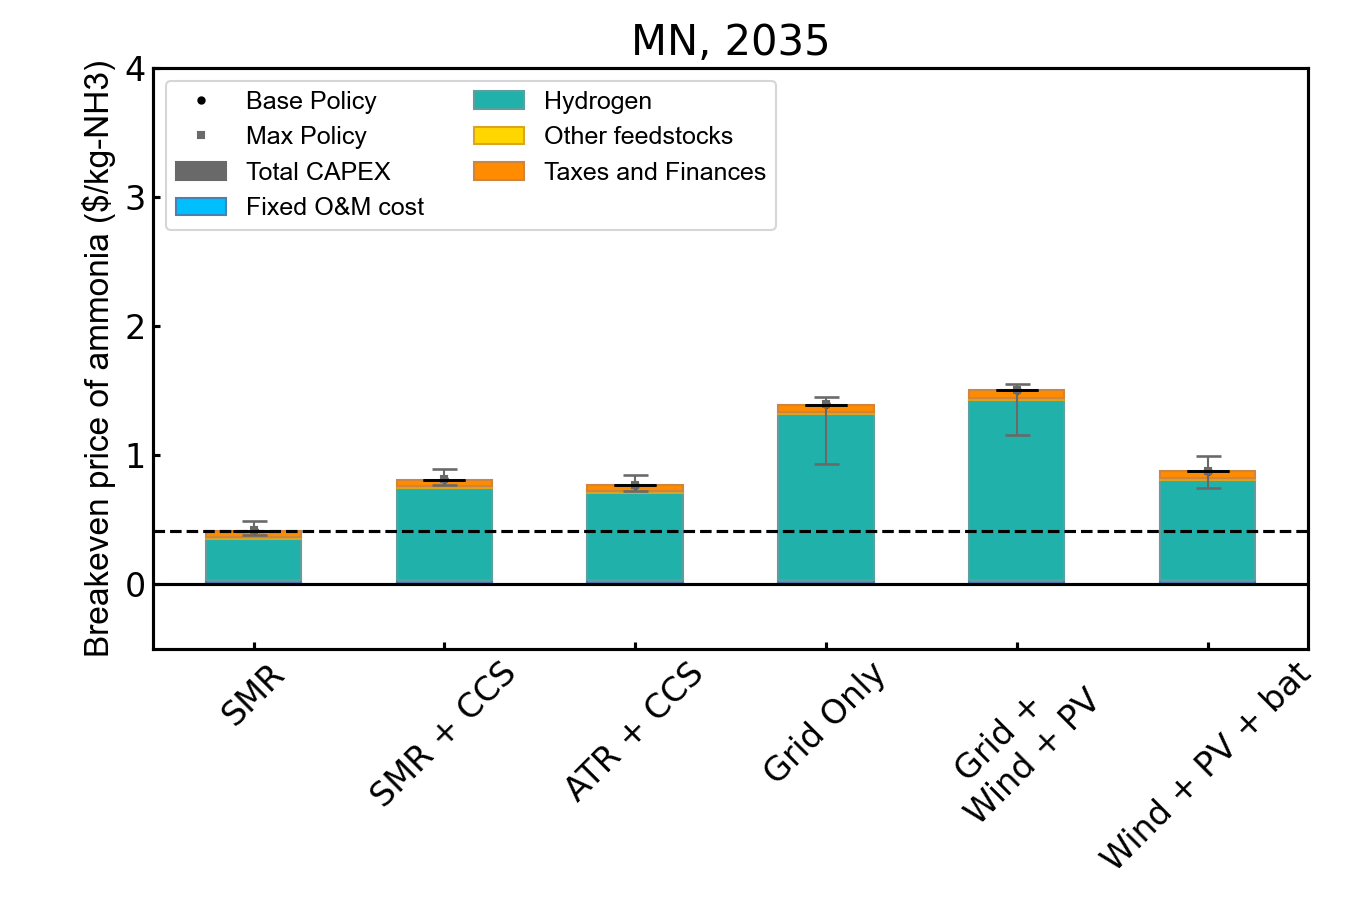 MN, 2035
Breakeven price of ammonia ($/kg-NH3)
4
3
2
1
0
Base Policy
Max Policy
Total CAPEX
Fixed O&M cost
Hydrogen
Other feedstocks
Taxes and Finances
SMR
SMR + CCS
ATR + CCS
Grid Only
Grid +
Wind + PV
Wind + PV + bat